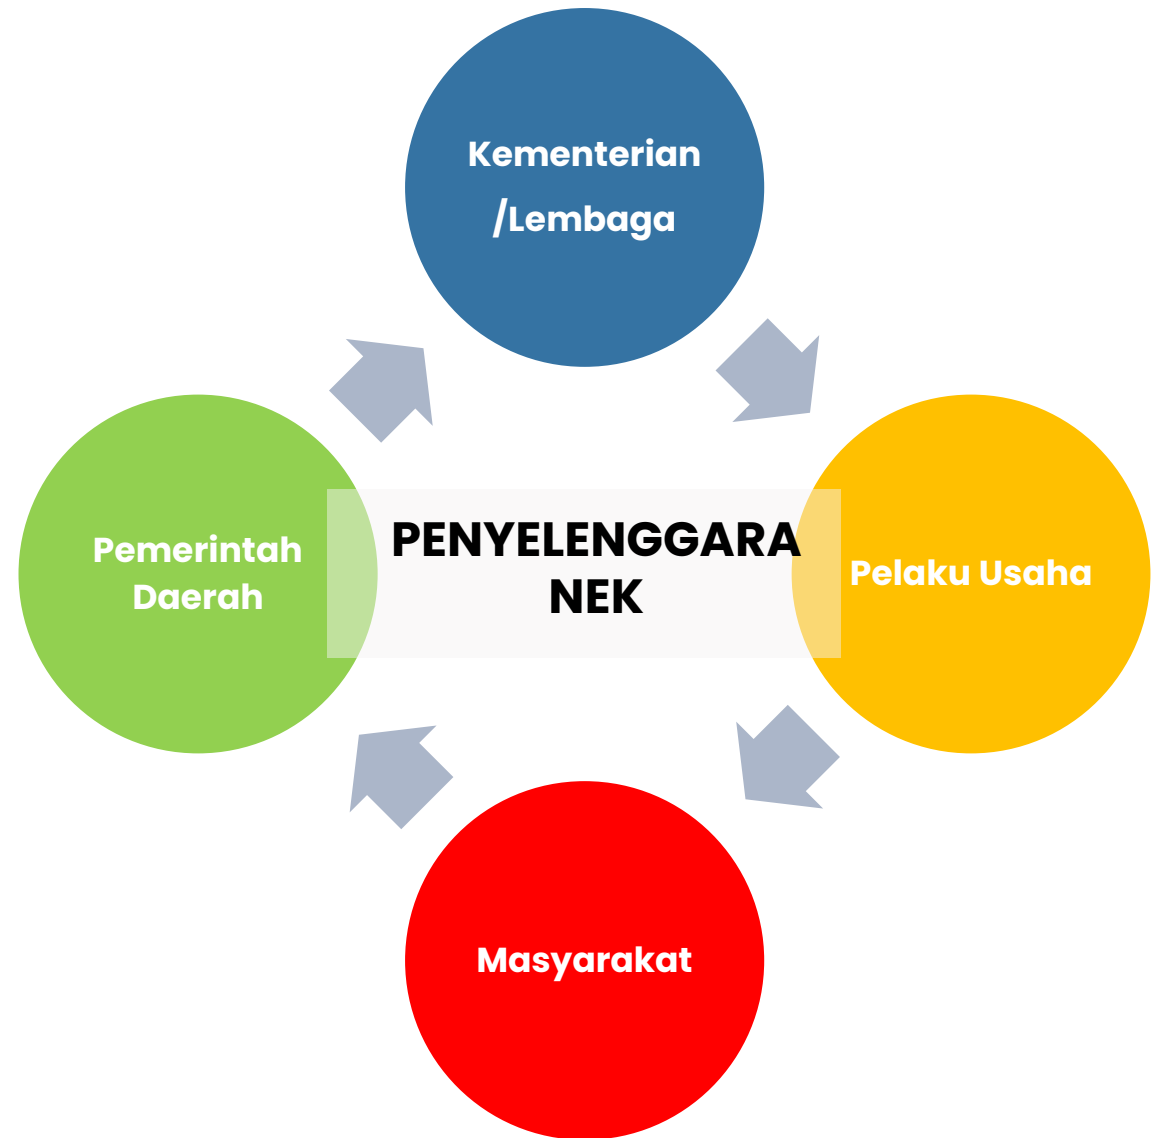 Kementerian
/Lembaga
Pemerintah
Daerah
PENYELENGGARA
NEK
Pelaku Usaha
Masyarakat